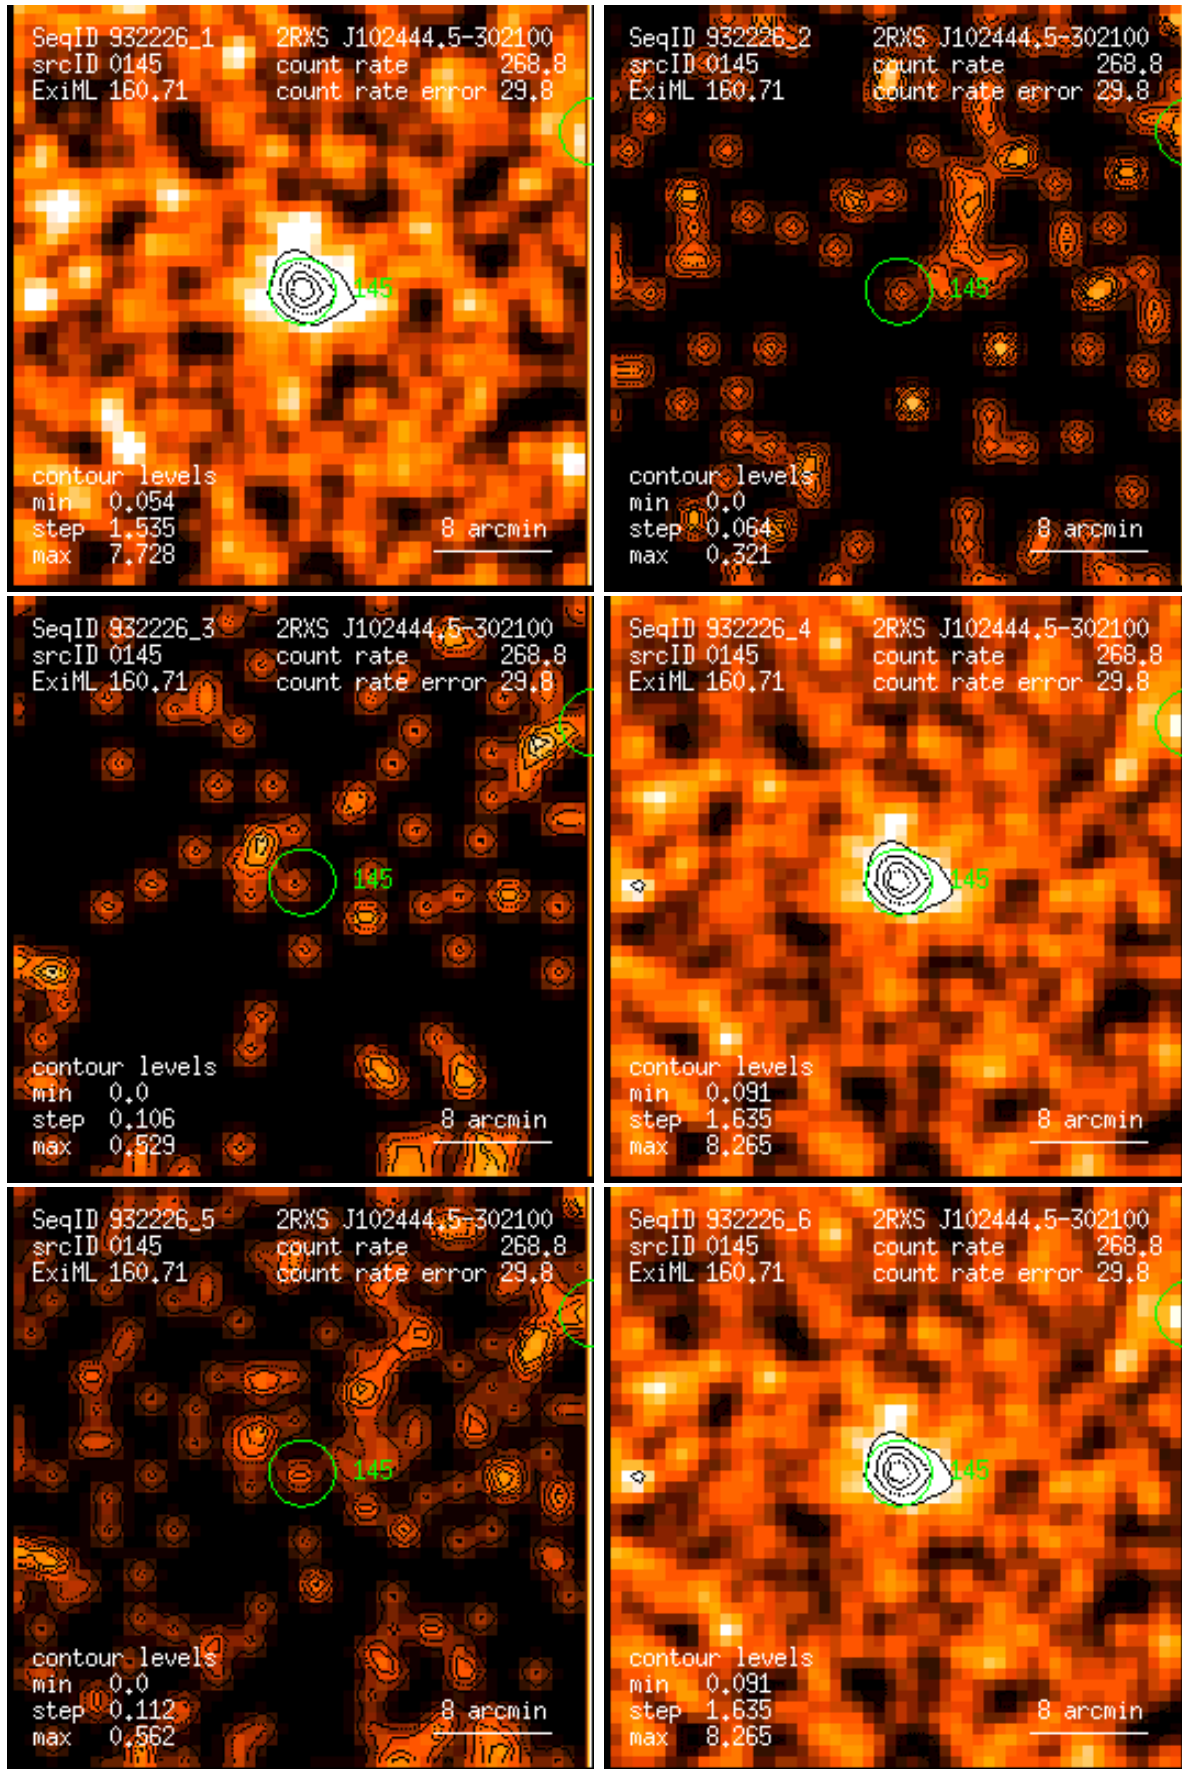 SeqID 932226_1 2RXS J102444.5-302100
srcID 0145 count rate 268.8
ExiML 160.71 count rate error 29.8
145
contour levels
min 0.054
step 1.535 8 arcmin
max 7.728
SeqID 932226_2 2RXS J102444.5-302100
srcID 0145 count rate 268.8
ExiML 160.71 count rate error 29.8
145
contour levels
min 0.0
step 0.064 8 arcmin
max 0.321
SeqID 932226_3 2RXS J102444.5-302100
srcID 0145 count rate 268.8
ExiML 160.71 count rate error 29.8
145
contour levels
min 0.0
step 0.106 8 arcmin
max 0.529
SeqID 932226_4 2RXS J102444.5-302100
srcID 0145 count rate 268.8
ExiML 160.71 count rate error 29.8
145
contour levels
min 0.091
step 1.635 8 arcmin
max 8.265
SeqID 932226_5 2RXS J102444.5-302100
srcID 0145 count rate 268.8
ExiML 160.71 count rate error 29.8
145
contour levels
min 0.0
step 0.112 8 arcmin
max 0.562
SeqID 932226_6 2RXS J102444.5-302100
srcID 0145 count rate 268.8
ExiML 160.71 count rate error 29.8
145
contour levels
min 0.091
step 1.635 8 arcmin
max 8.265